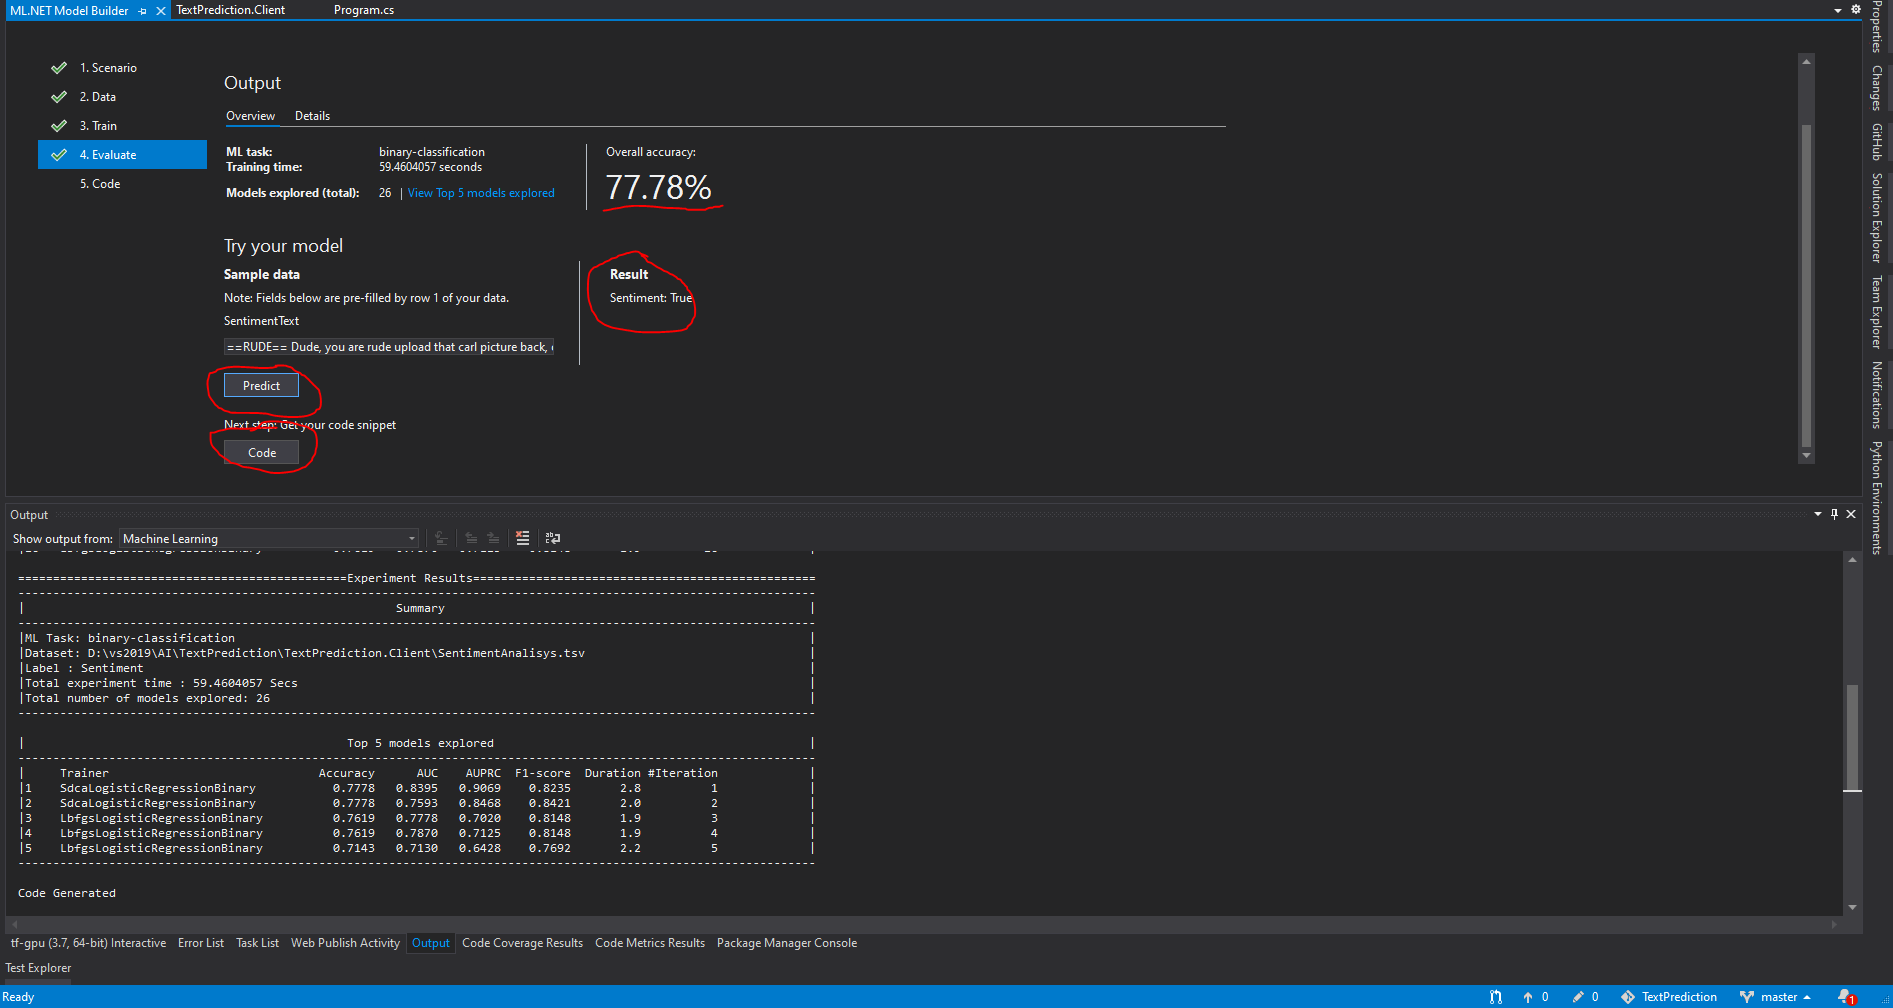 ML.NET Model Builder
TextPrediction.Client
Program.cs
1. Scenario
2. Data
3. Train
4. Evaluate
5. Code
Output
Overview Details
ML task: binary-classification
Training time: 59.4604057 seconds
Models explored (total): 26 | View Top 5 models explored
Overall accuracy:
77.78%
Try your model
Sample data
Note: Fields below are pre-filled by row 1 of your data.
SentimentText
==RUDE== Dude, you are rude upload that carl picture back,
Predict
Next step: Get your code snippet
Code
Result
Sentiment: True
Properties
Changes
GitHub
Solution Explorer
Team Explorer
Notifications
Python Environments
Output
Show output from: Machine Learning
===============================================Experiment Results=================================================
------------------------------------------------------------------------------------------------------------------
| Summary |
------------------------------------------------------------------------------------------------------------------
|ML Task: binary-classification |
|Dataset: D:\vs2019\AI\TextPrediction\TextPrediction.Client\SentimentAnalisys.tsv |
|Label : Sentiment |
|Total experiment time : 59.4604057 Secs |
|Total number of models explored: 26 |
------------------------------------------------------------------------------------------------------------------
| Top 5 models explored |
------------------------------------------------------------------------------------------------------------------
| Trainer Accuracy AUC AUPRC F1-score Duration #Iteration |
|1 SdcaLogisticRegressionBinary 0.7778 0.8395 0.9069 0.8235 2.8 1 |
|2 SdcaLogisticRegressionBinary 0.7778 0.7593 0.8468 0.8421 2.0 2 |
|3 LbfgsLogisticRegressionBinary 0.7619 0.7778 0.7020 0.8148 1.9 3 |
|4 LbfgsLogisticRegressionBinary 0.7619 0.7870 0.7125 0.8148 1.9 4 |
|5 LbfgsLogisticRegressionBinary 0.7143 0.7130 0.6428 0.7692 2.2 5 |
------------------------------------------------------------------------------------------------------------------
Code Generated
tf-gpu (3.7, 64-bit) Interactive Error List Task List Web Publish Activity Output Code Coverage Results Code Metrics Results Package Manager Console
Test Explorer
Ready
0 0 TextPrediction master 1